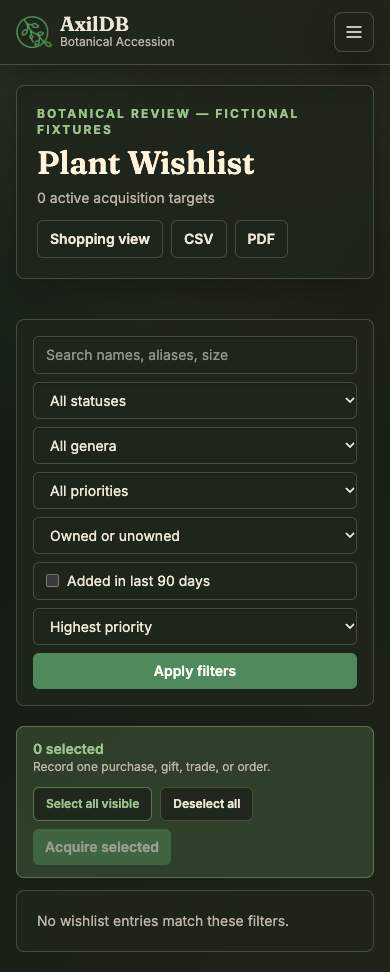 AxilDB
Botanical Accession
BOTANICAL REVIEW — FICTIONAL
FIXTURES
Plant Wishlist
0 active acquisition targets
Shopping view CSV PDF
Search names, aliases, size
All statuses
All genera
All priorities
Owned or unowned
Added in last 90 days
Highest priority
Apply filters
0 selected
Record one purchase, gift, trade, or order.
Select all visible Deselect all
Acquire selected
No wishlist entries match these filters.